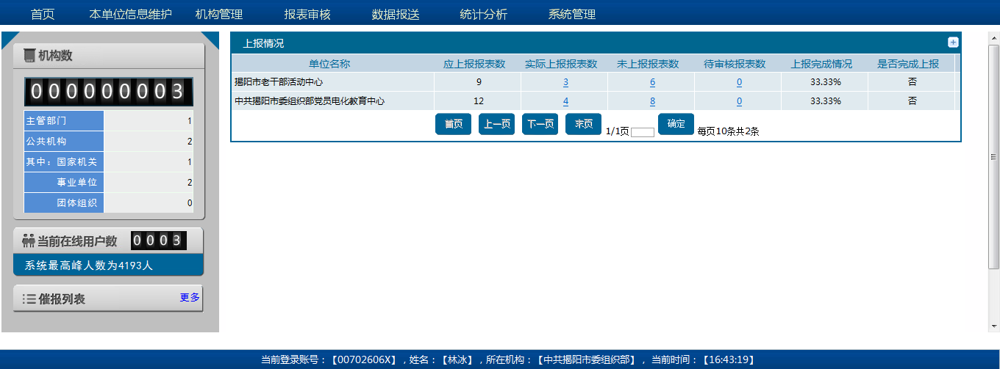 首页 本单位信息维护 机构管理 报表审核 数据报送 统计分析 系统管理
机构数
000000003
主管部门 1
公共机构 2
其中：国家机关 1
事业单位 2
团体组织 0
当前在线用户数 0003
系统最高峰人数为4193人
催报列表 更多
上报情况
单位名称 应上报报表数 实际上报报表数 未上报报表数 待审核报表数 上报完成情况 是否完成上报
揭阳市老干部活动中心 9 3 6 0 33.33% 否
中共揭阳市委组织部党员电化教育中心 12 4 8 0 33.33% 否
首页 上一页 下一页 末页 1/1页 确定 每页10条共2条
当前登录账号：【00702606X】，姓名：【林冰】，所在机构：【中共揭阳市委组织部】， 当前时间：【16:43:19】